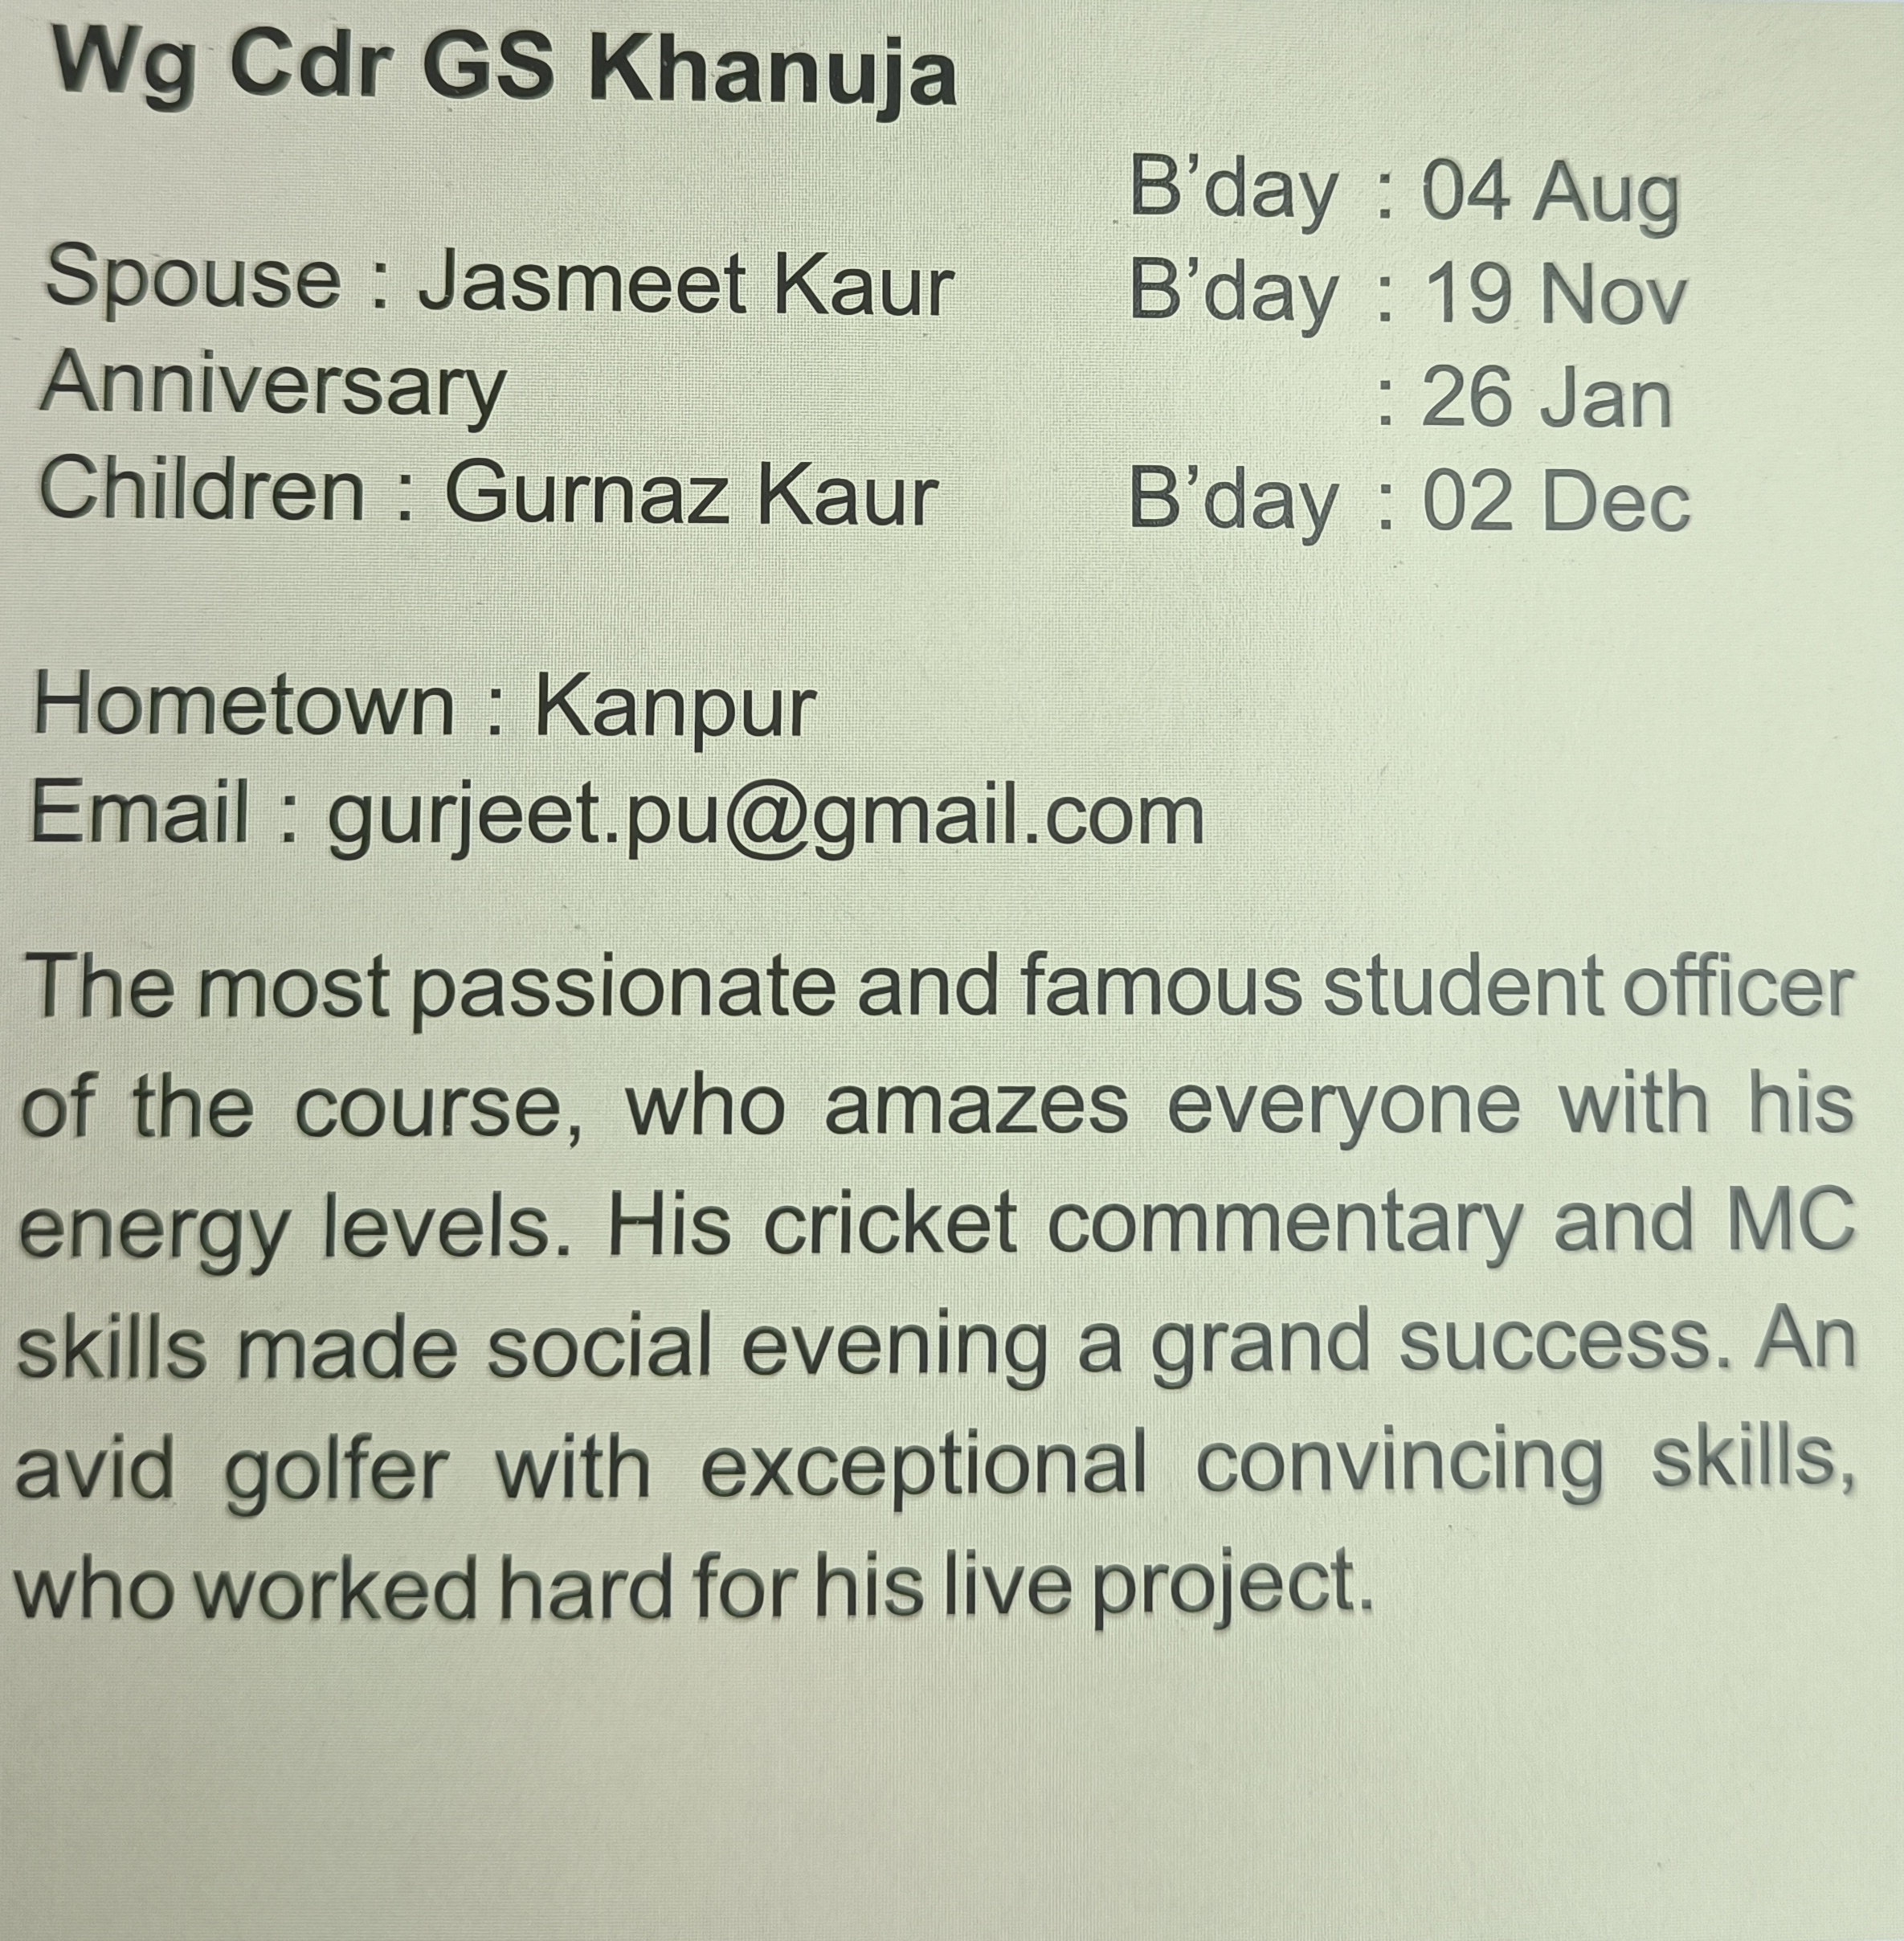 Wg Cdr GS Khanuja
B’day : 04 Aug
Spouse : Jasmeet Kaur B’day : 19 Nov
Anniversary : 26 Jan
Children : Gurnaz Kaur B’day : 02 Dec
Hometown : Kanpur
Email : gurjeet.pu@gmail.com
The most passionate and famous student officer
of the course, who amazes everyone with his
energy levels. His cricket commentary and MC
skills made social evening a grand success. An
avid golfer with exceptional convincing skills,
who worked hard for his live project.